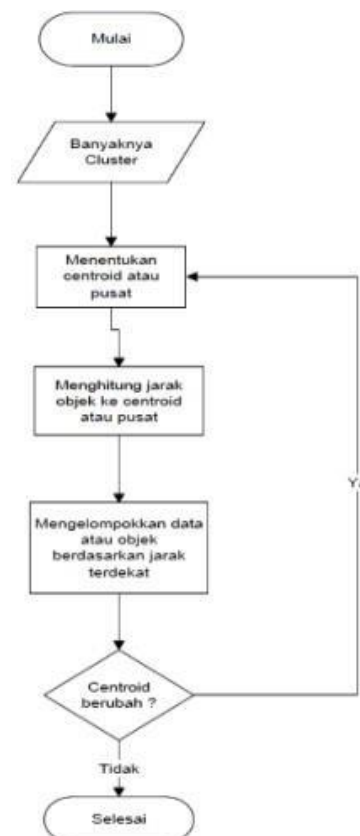 Mulai
Banyaknya
Cluster
Menentukan
centroid atau
pusat
Menghitung jarak
objek ke centroid
atau pusat
Mengelompokkan data
atau objek
berdasarkan jarak
terdekat
Centroid
berubah ?
Tidak
Selesai